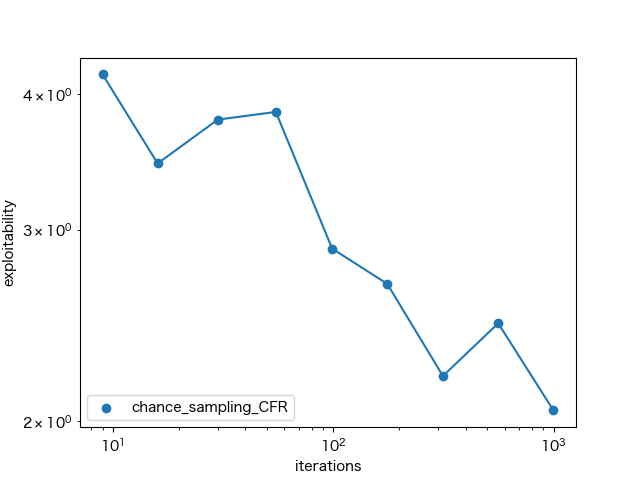 4 × 10⁰
3 × 10⁰
2 × 10⁰
exploitability
chance_sampling_CFR
10¹
10²
10³
iterations